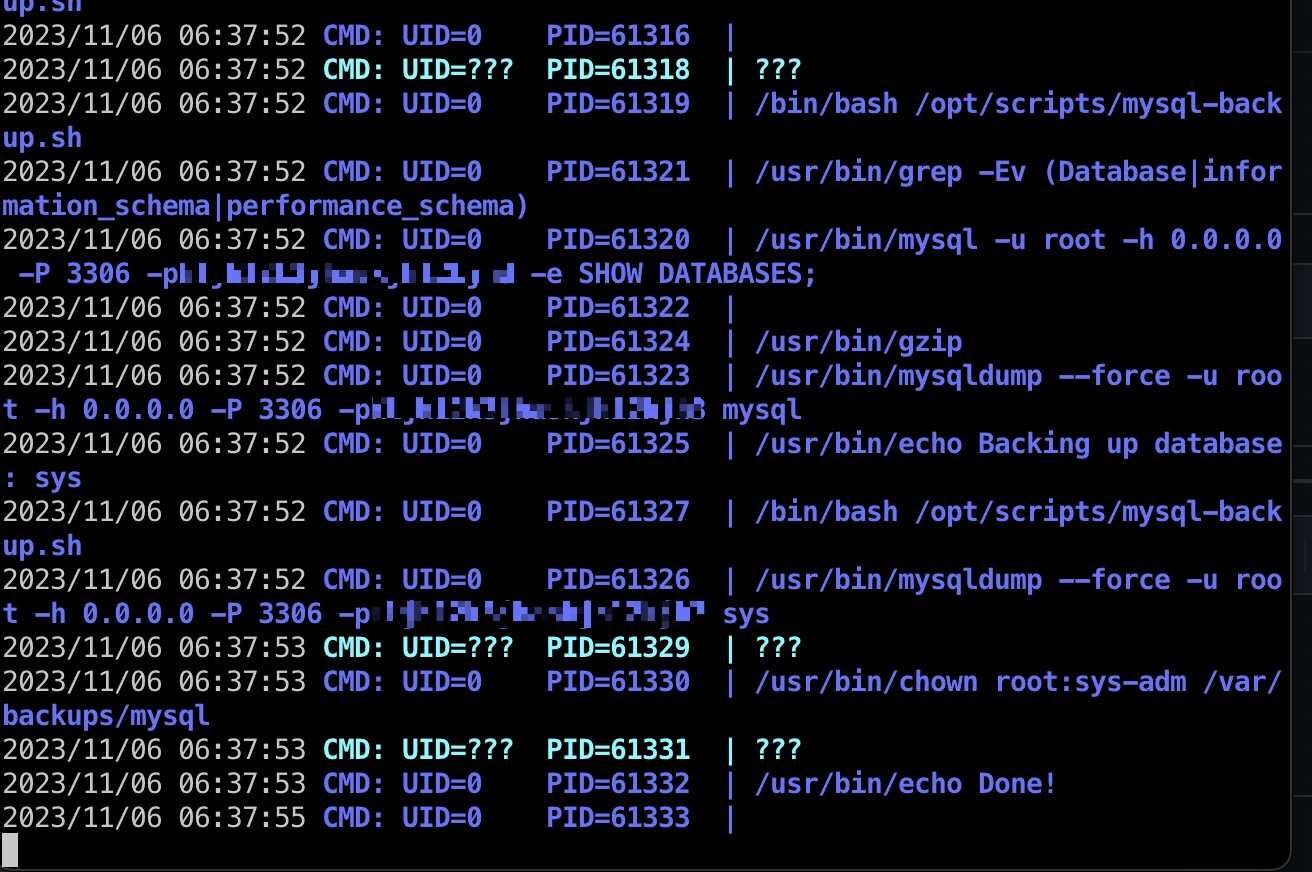 up.sh
2023/11/06 06:37:52 CMD: UID=0    PID=61316  |
2023/11/06 06:37:52 CMD: UID=???  PID=61318  | ???
2023/11/06 06:37:52 CMD: UID=0    PID=61319  | /bin/bash /opt/scripts/mysql-back
up.sh
2023/11/06 06:37:52 CMD: UID=0    PID=61321  | /usr/bin/grep -Ev (Database|infor
mation_schema|performance_schema)
2023/11/06 06:37:52 CMD: UID=0    PID=61320  | /usr/bin/mysql -u root -h 0.0.0.0
 -P 3306 -p -e SHOW DATABASES;
2023/11/06 06:37:52 CMD: UID=0    PID=61322  |
2023/11/06 06:37:52 CMD: UID=0    PID=61324  | /usr/bin/gzip
2023/11/06 06:37:52 CMD: UID=0    PID=61323  | /usr/bin/mysqldump --force -u roo
t -h 0.0.0.0 -P 3306 -p mysql
2023/11/06 06:37:52 CMD: UID=0    PID=61325  | /usr/bin/echo Backing up database
: sys
2023/11/06 06:37:52 CMD: UID=0    PID=61327  | /bin/bash /opt/scripts/mysql-back
up.sh
2023/11/06 06:37:52 CMD: UID=0    PID=61326  | /usr/bin/mysqldump --force -u roo
t -h 0.0.0.0 -P 3306 -p sys
2023/11/06 06:37:53 CMD: UID=???  PID=61329  | ???
2023/11/06 06:37:53 CMD: UID=0    PID=61330  | /usr/bin/chown root:sys-adm /var/
backups/mysql
2023/11/06 06:37:53 CMD: UID=???  PID=61331  | ???
2023/11/06 06:37:53 CMD: UID=0    PID=61332  | /usr/bin/echo Done!
2023/11/06 06:37:55 CMD: UID=0    PID=61333  |